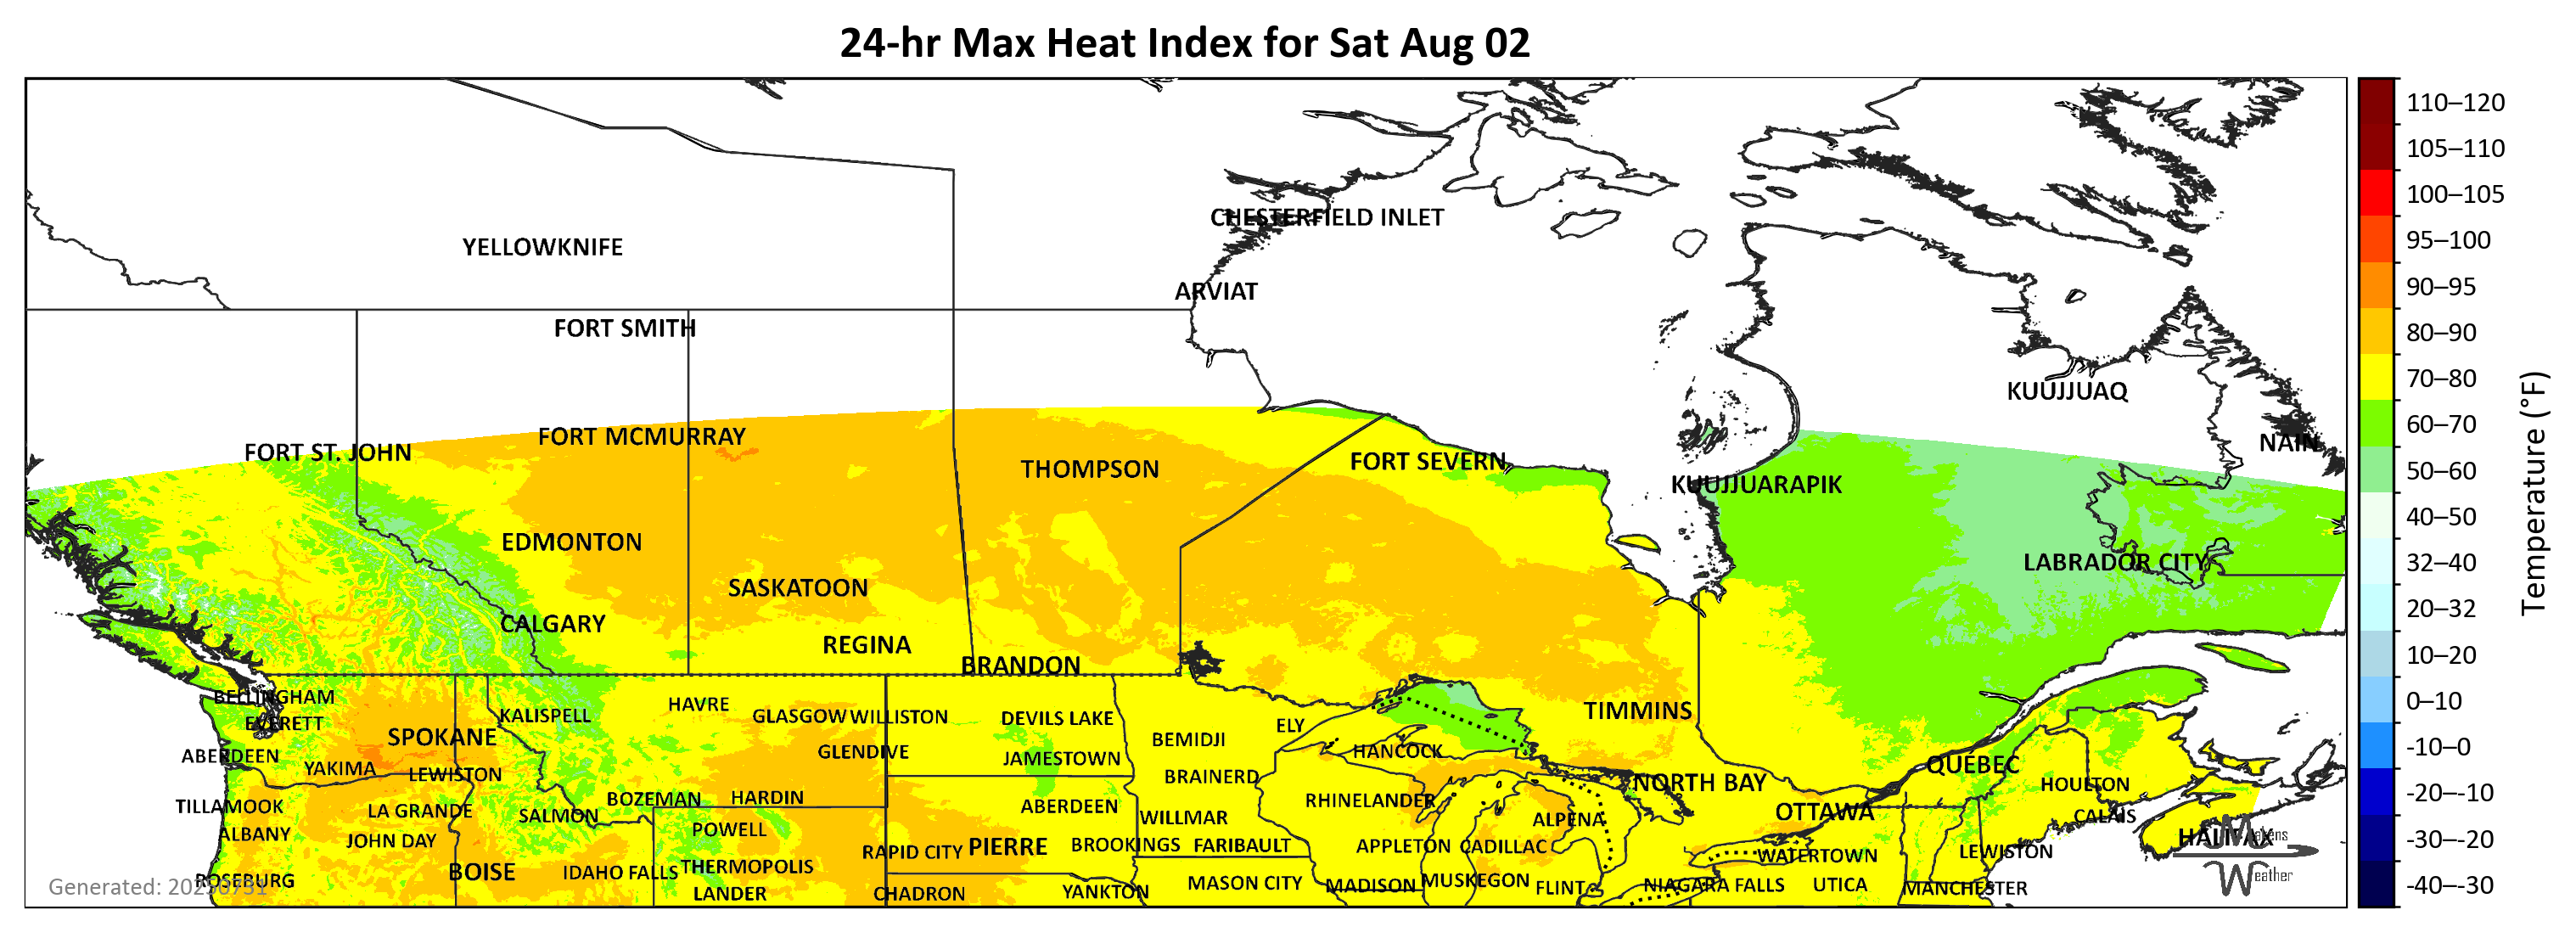 24-hr Max Heat Index for Sat Aug 02
CHESTERFIELD INLET
YELLOWKNIFE
ARVIAT
FORT SMITH
KUUJJUAQ
FORT MCMURRAY
NAIN
FORT ST. JOHN
THOMPSON
FORT SEVERN
KUUJJUARAPIK
EDMONTON
LABRADOR CITY
SASKATOON
CALGARY
REGINA
BRANDON
BELLINGHAM
HAVRE
TIMMINS
KALISPELL
GLASGOW WILLISTON
DEVILS LAKE
EVERETT
ELY
SPOKANE
BEMIDJI
ABERDEEN
GLENDIVE
JAMESTOWN
HANCOCK
QUÉBEC
YAKIMA
LEWISTON
BRAINERD
NORTH BAY
HOULTON
BOZEMAN
HARDIN
RHINELANDER
TILLAMOOK
LA GRANDE
SALMON
ABERDEEN
WILLMAR
ALPENA
OTTAWA
CALAIS
ALBANY
JOHN DAY
POWELL
HALIFAX
Makens
Weather
RAPID CITY
PIERRE
BROOKINGS
FARIBAULT
APPLETON
CADILLAC
WATERTOWN
LEWISTON
BOISE
IDAHO FALLS
THERMOPOLIS
ROSEBURG
Generated: 20250731
LANDER
CHADRON
YANKTON
MASON CITY
MADISON
MUSKEGON
FLINT
NIAGARA FALLS
UTICA
MANCHESTER
110–120
105–110
100–105
95–100
90–95
80–90
70–80
60–70
50–60
40–50
32–40
20–32
10–20
0–10
-10–0
-20–-10
-30–-20
-40–-30
Temperature (°F)